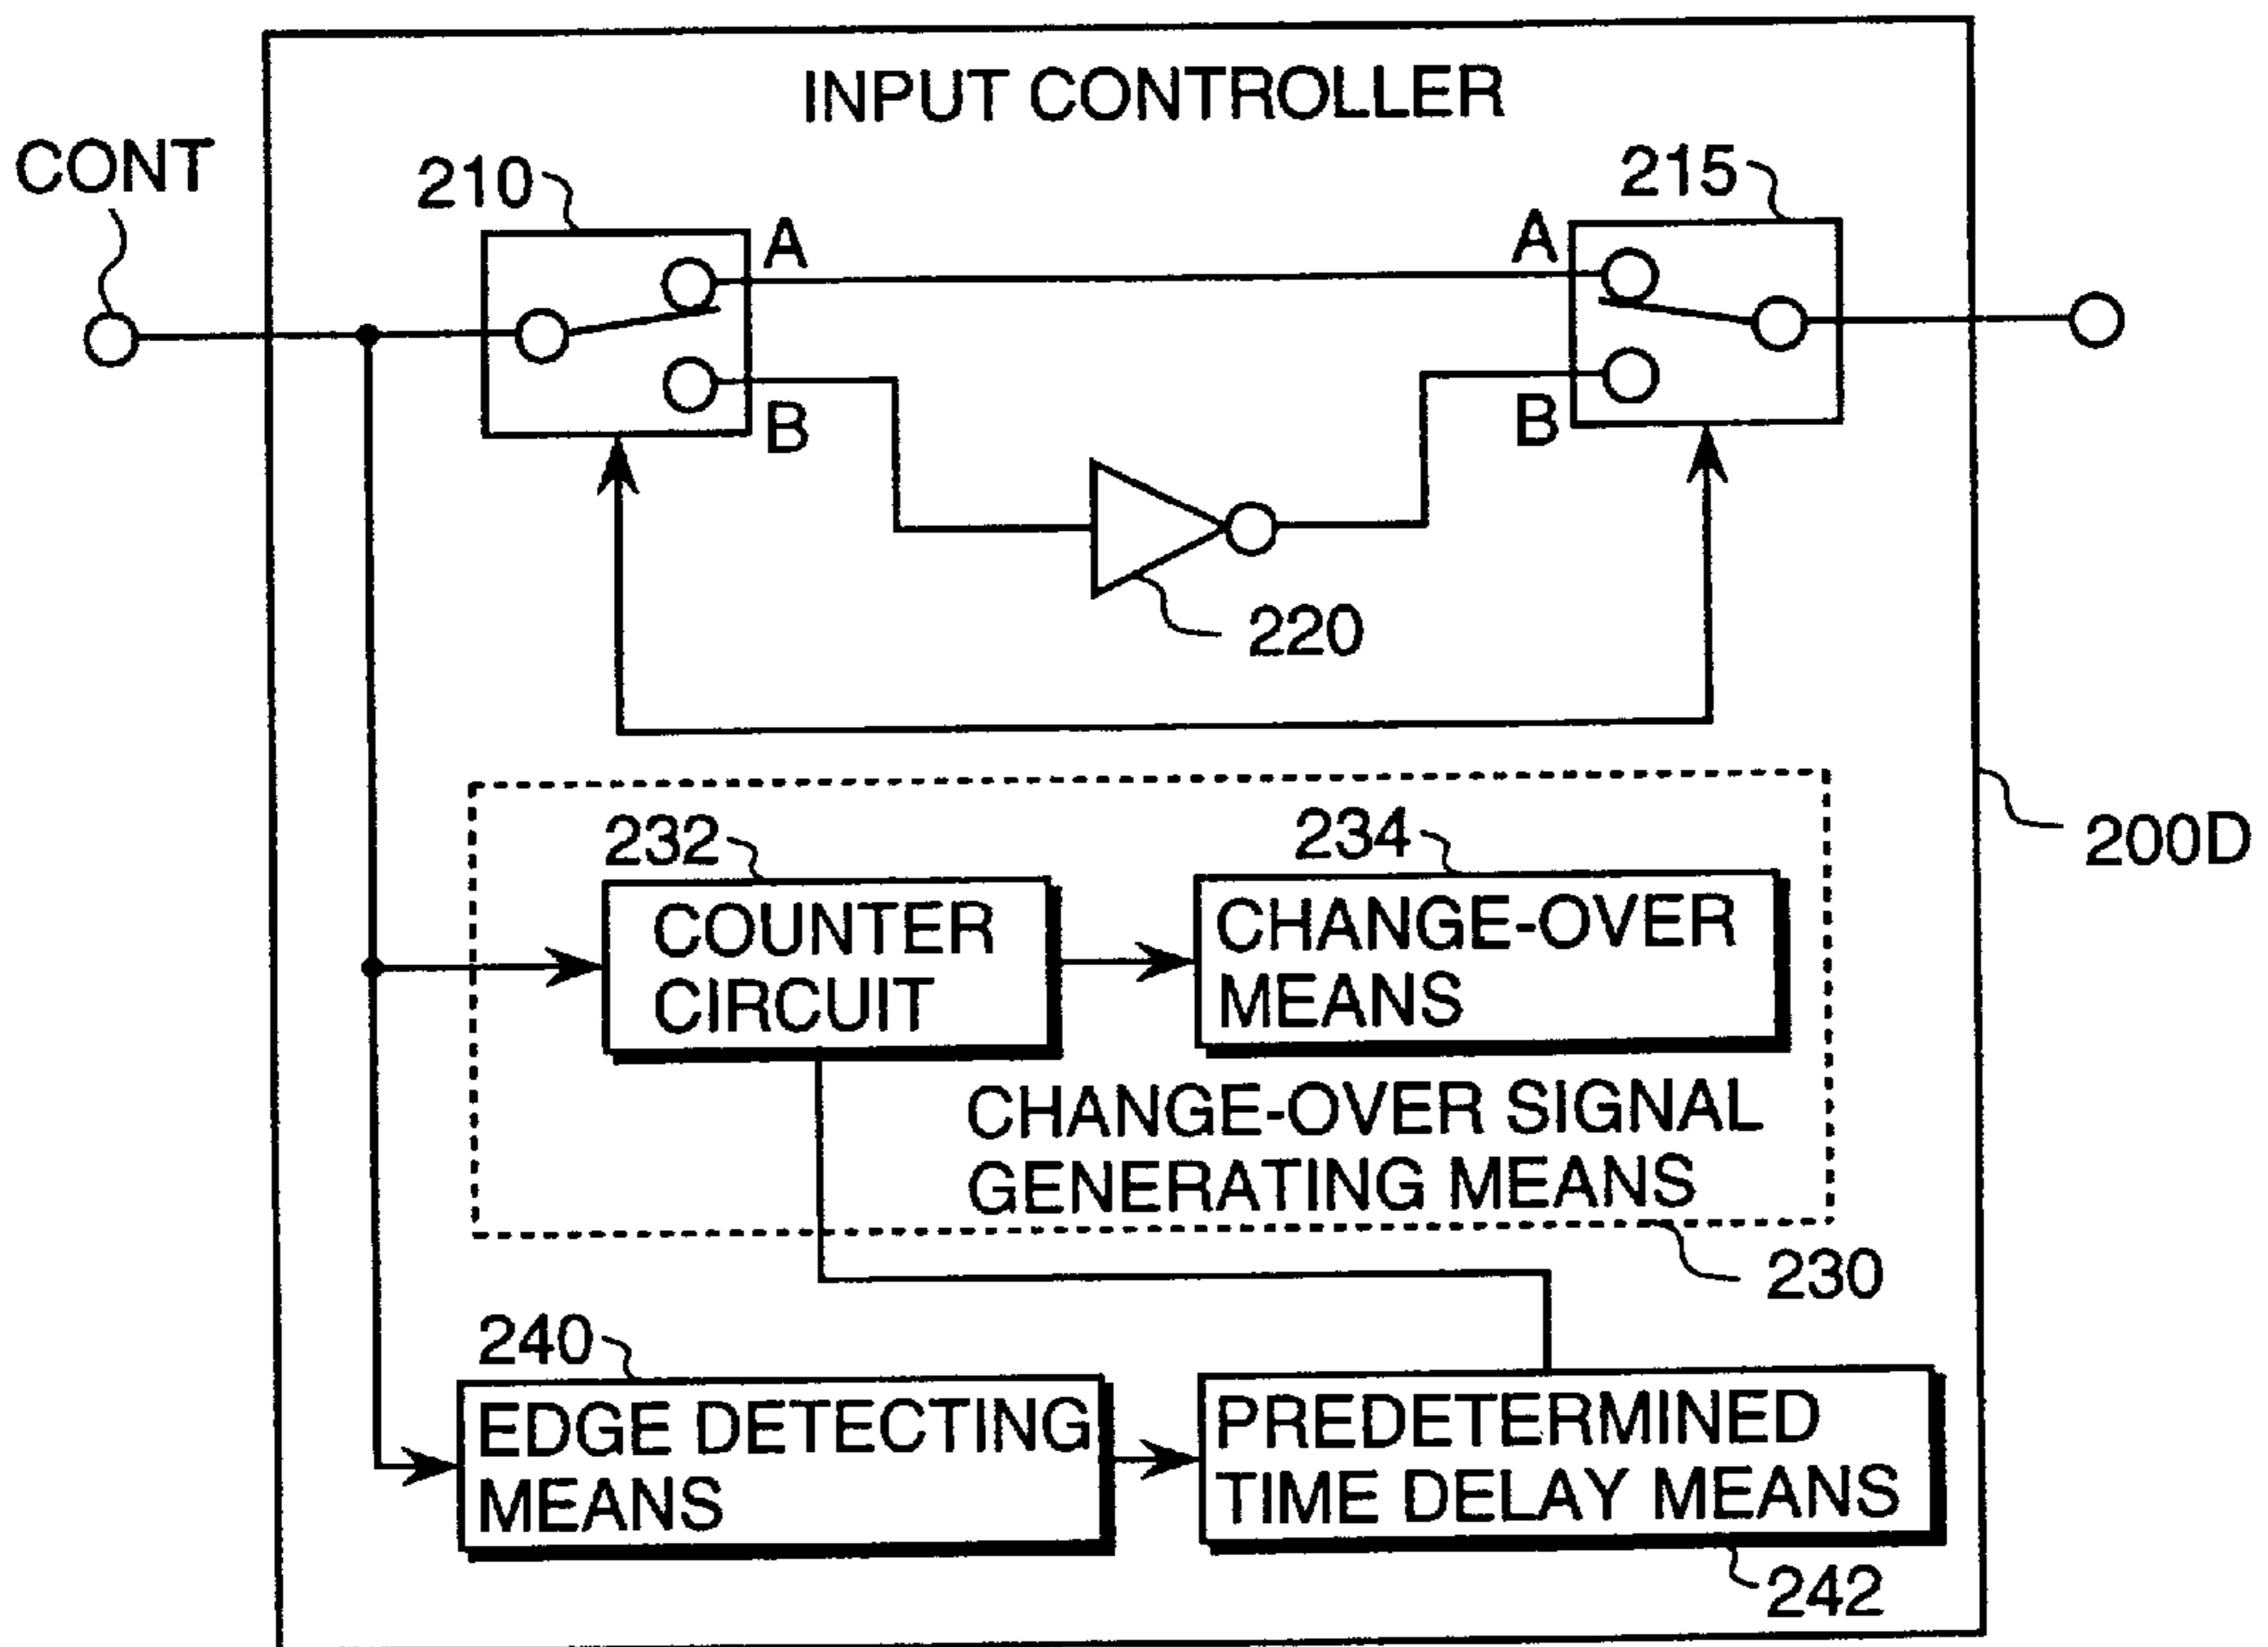 INPUT CONTROLLER
CONT
210
215
A
A
B
B
220
232
234
200D
COUNTER
CIRCUIT
CHANGE-OVER
MEANS
CHANGE-OVER SIGNAL
GENERATING MEANS
230
240
EDGE DETECTING
MEANS
PREDETERMINED
TIME DELAY MEANS
242